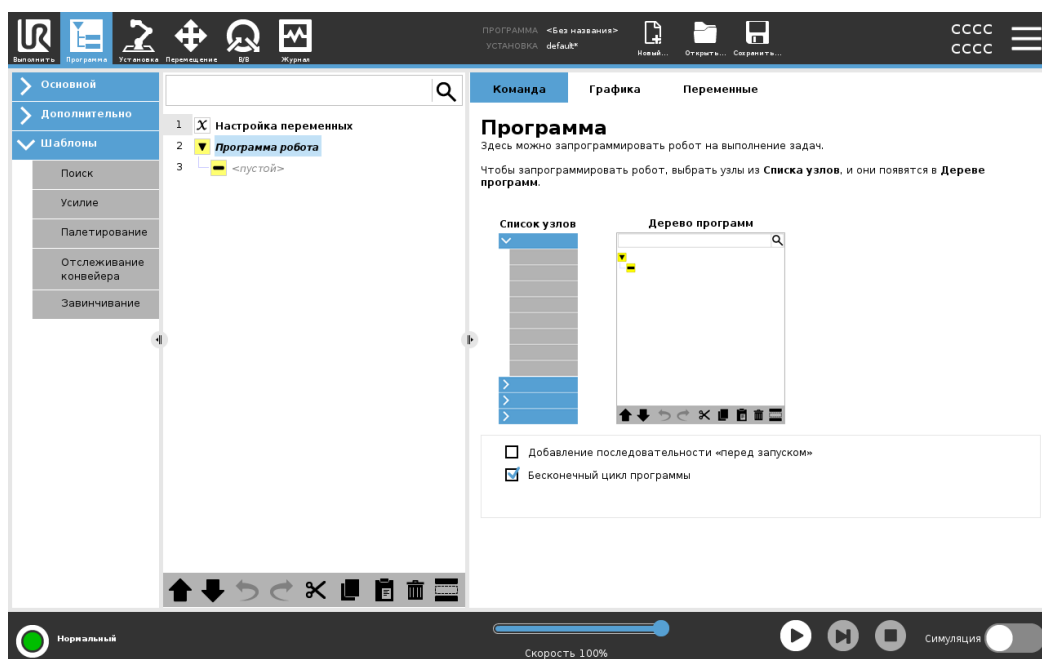 ПРОГРАММА <Без названия>
УСТАНОВКА default*
CCCC
CCCC
UR
Выполнить
Программа
Установка
Перемещение
В/В
Журнал
Новый...
Открыть...
Сохранить...
Основной
Дополнительно
Шаблоны
Поиск
Усилие
Палетирование
Отслеживание
конвейера
Завинчивание
1 X Настройка переменных
2 Программа робота
3 <пустой>
Команда
Графика
Переменные
Программа
Здесь можно запрограммировать робот на выполнение задач.
Чтобы запрограммировать робот, выбрать узлы из Списка узлов, и они появятся в Дереве
программ.
Список узлов
Дерево программ
Добавление последовательности «перед запуском»
Бесконечный цикл программы
Нормальный
Скорость 100%
Симуляция